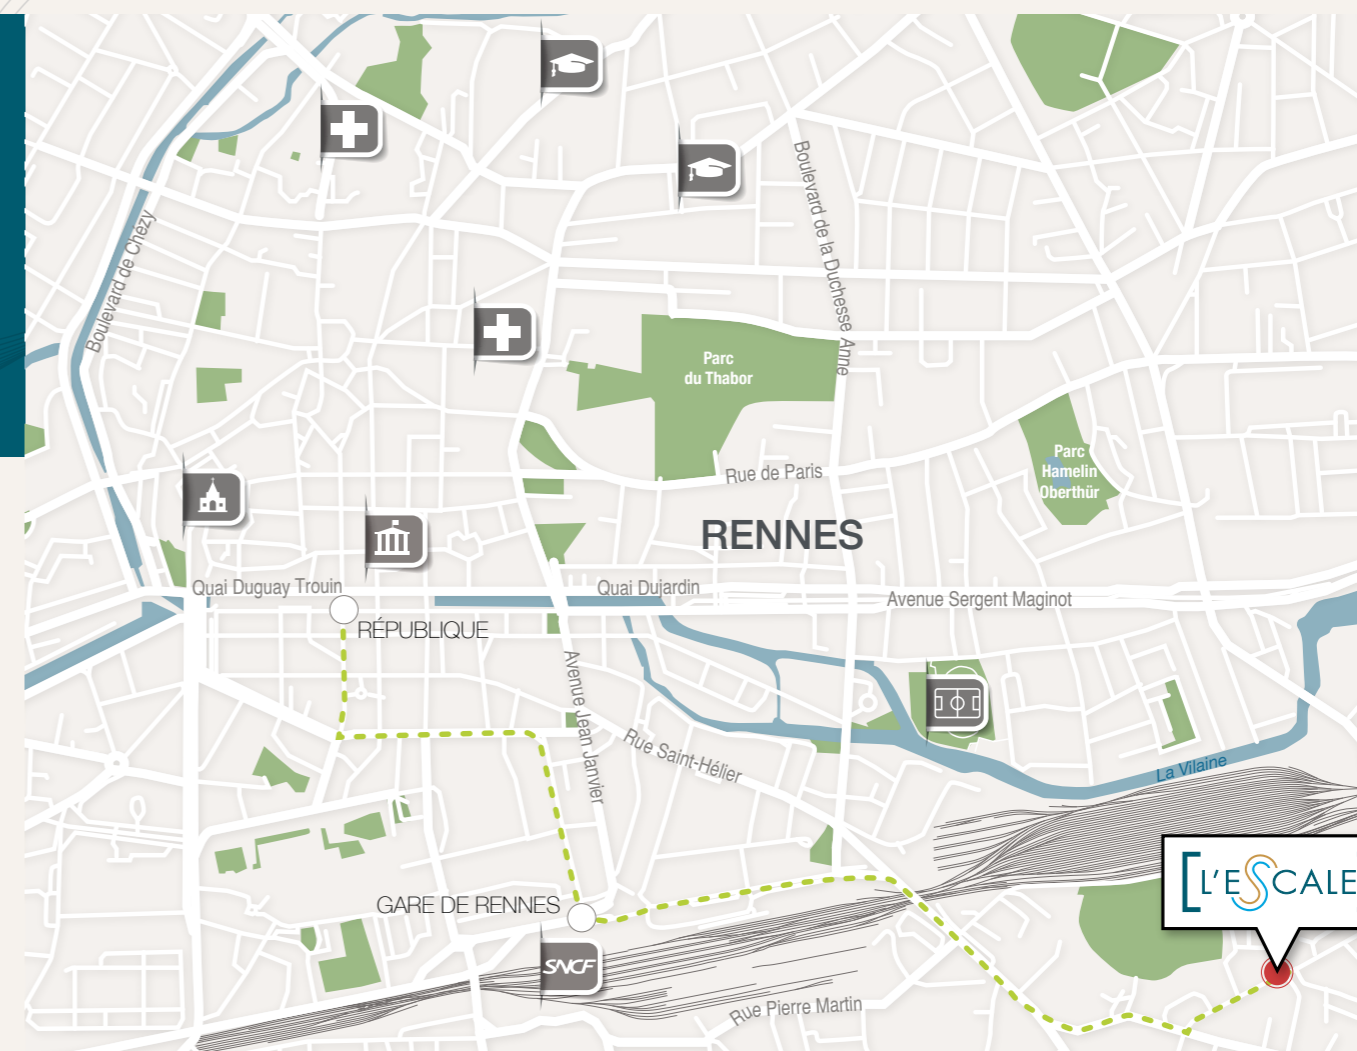 Boulevard de Chézy
Boulevard de la Duchesse Anne
Parc
du Thabor
Parc
Hamelin
Oberthür
Rue de Paris
RENNES
Quai Duguay Trouin
Quai Dujardin
Avenue Sergent Maginot
RÉPUBLIQUE
Avenue Jean Janvier
Rue Saint-Hélier
La Vilaine
[L'ESCALE
GARE DE RENNES
SNCF
Rue Pierre Martin